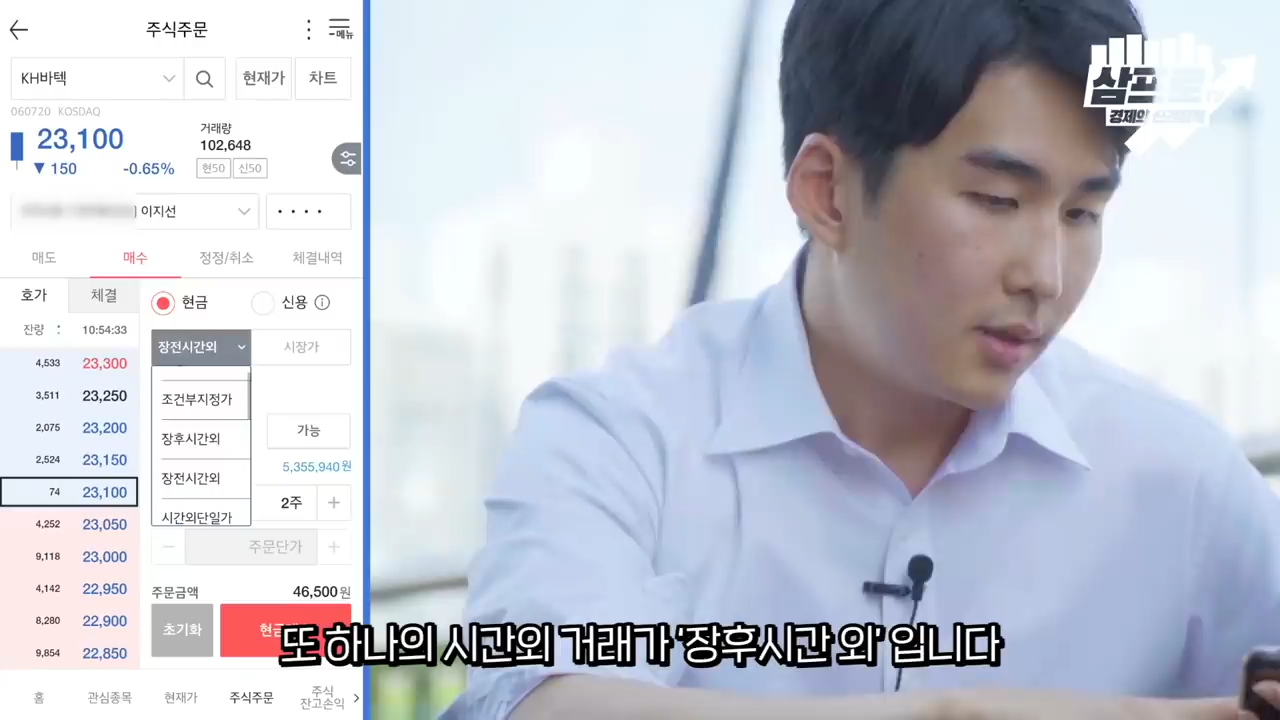 주식주문
메뉴
KH바텍
현재가
차트
060720 KOSDAQ
23,100
▼ 150 -0.65%
거래량
102,648
현50 신50
이지선
매도 매수 정정/취소 체결내역
호가 체결
현금 신용
잔량 : 10:54:33
장전시간외 시장가
4,533 23,300
3,511 23,250
2,075 23,200
2,524 23,150
74 23,100
4,252 23,050
9,118 23,000
4,142 22,950
8,280 22,900
9,854 22,850
조건부지정가
장후시간외
장전시간외
시간외단일가
가능
5,355,940원
2주 +
− 주문단가 +
주문금액 46,500원
초기화 현금
홈 관심종목 현재가 주식주문 주식 잔고손익
삼프로TV
경제의
또 하나의 시간외 거래가 '장후시간 외' 입니다